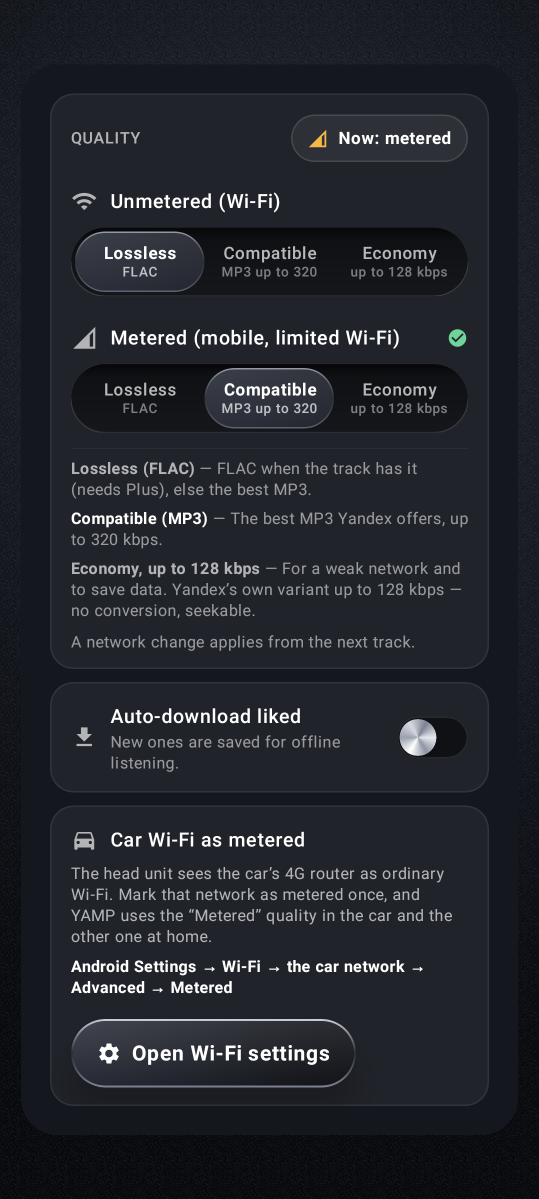 QUALITY
Now: metered
Unmetered (Wi-Fi)
Lossless
FLAC
Compatible
MP3 up to 320
Economy
up to 128 kbps
Metered (mobile, limited Wi-Fi)
Lossless
FLAC
Compatible
MP3 up to 320
Economy
up to 128 kbps
Lossless (FLAC) — FLAC when the track has it
(needs Plus), else the best MP3.
Compatible (MP3) — The best MP3 Yandex offers, up
to 320 kbps.
Economy, up to 128 kbps — For a weak network and
to save data. Yandex’s own variant up to 128 kbps —
no conversion, seekable.
A network change applies from the next track.
Auto-download liked
New ones are saved for offline
listening.
Car Wi-Fi as metered
The head unit sees the car’s 4G router as ordinary
Wi-Fi. Mark that network as metered once, and
YAMP uses the “Metered” quality in the car and the
other one at home.
Android Settings → Wi-Fi → the car network →
Advanced → Metered
Open Wi-Fi settings